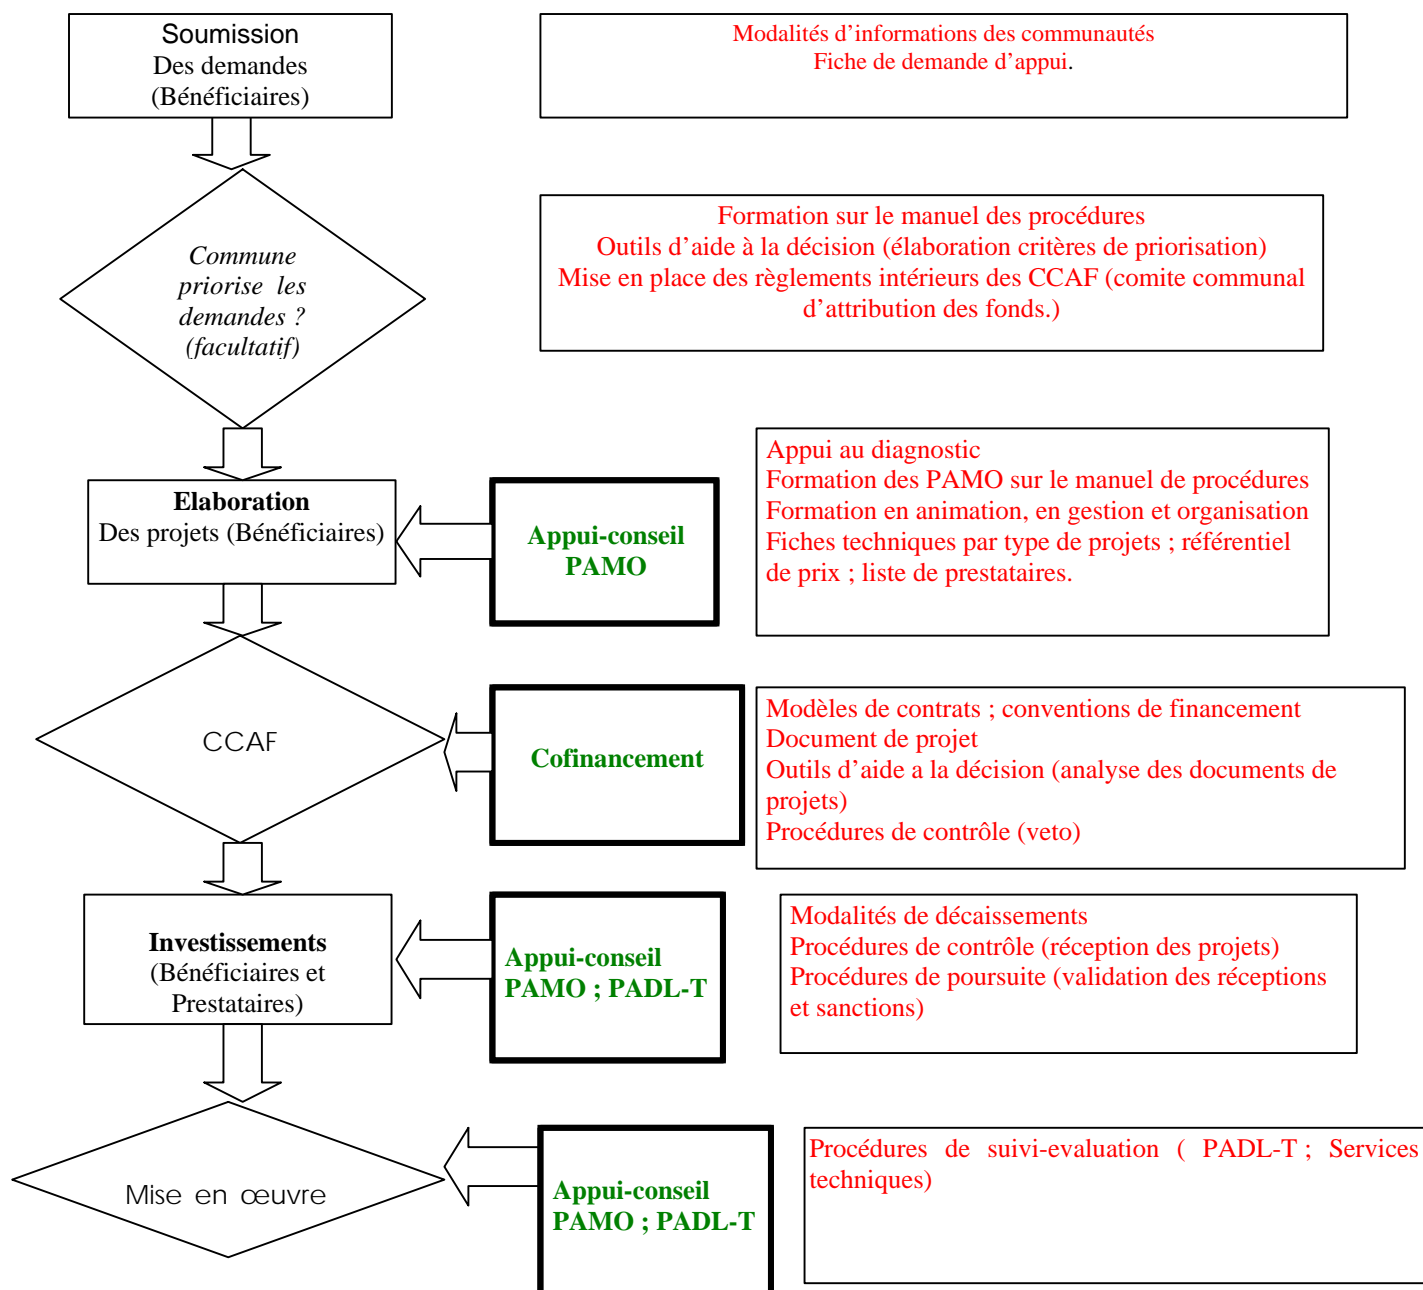 Soumission
Des demandes
(Bénéficiaires)
Modalités d’informations des communautés
Fiche de demande d’appui.
Commune
priorise les
demandes ?
(facultatif)
Formation sur le manuel des procédures
Outils d’aide à la décision (élaboration critères de priorisation)
Mise en place des règlements intérieurs des CCAF (comite communal
d’attribution des fonds.)
Elaboration
Des projets (Bénéficiaires)
Appui-conseil
PAMO
Appui au diagnostic
Formation des PAMO sur le manuel de procédures
Formation en animation, en gestion et organisation
Fiches techniques par type de projets ; référentiel
de prix ; liste de prestataires.
CCAF
Cofinancement
Modèles de contrats ; conventions de financement
Document de projet
Outils d’aide a la décision (analyse des documents de
projets)
Procédures de contrôle (veto)
Investissements
(Bénéficiaires et
Prestataires)
Appui-conseil
PAMO ; PADL-T
Modalités de décaissements
Procédures de contrôle (réception des projets)
Procédures de poursuite (validation des réceptions
et sanctions)
Mise en œuvre
Appui-conseil
PAMO ; PADL-T
Procédures de suivi-evaluation ( PADL-T ; Services
techniques)